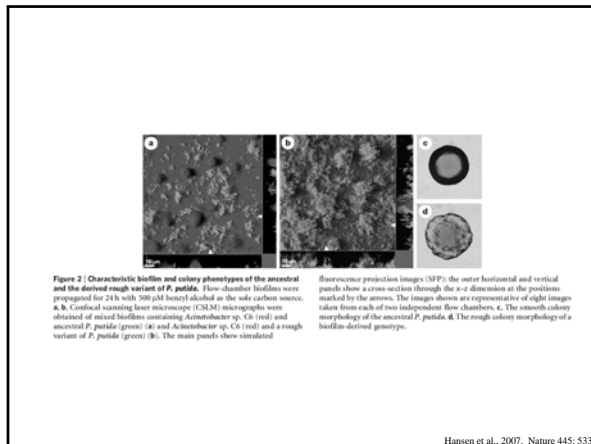 a
b
c
d
10 µm
10 µm
Figure 2 | Characteristic biofilm and colony phenotypes of the ancestral
and the derived rough variant of P. putida. Flow-chamber biofilms were
propagated for 24 h with 500 µM benzyl alcohol as the sole carbon source.
a, b, Confocal scanning laser microscope (CSLM) micrographs were
obtained of mixed biofilms containing Acinetobacter sp. C6 (red) and
ancestral P. putida (green) (a) and Acinetobacter sp. C6 (red) and a rough
variant of P. putida (green) (b). The main panels show simulated
fluorescence projection images (SFP): the outer horizontal and vertical
panels show a cross-section through the x–z dimension at the positions
marked by the arrows. The images shown are representative of eight images
taken from each of two independent flow chambers. c, The smooth colony
morphology of the ancestral P. putida. d, The rough colony morphology of a
biofilm-derived genotype.
Hansen et al., 2007. Nature 445: 533